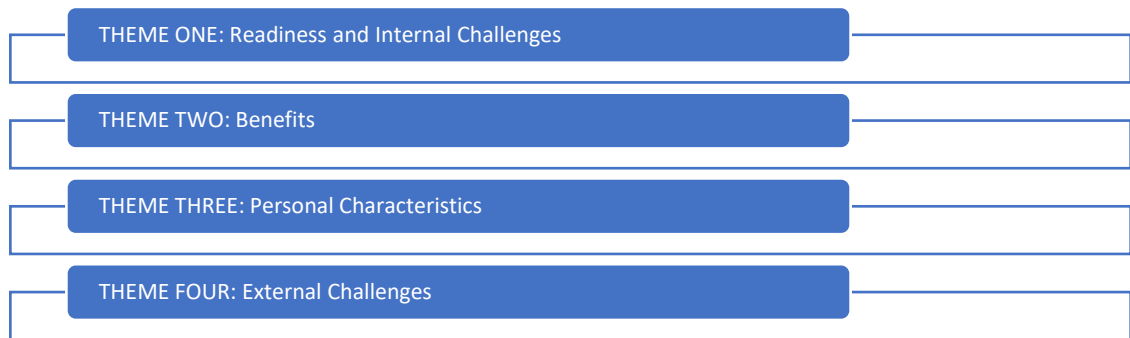 THEME ONE: Readiness and Internal Challenges
THEME TWO: Benefits
THEME THREE: Personal Characteristics
THEME FOUR: External Challenges